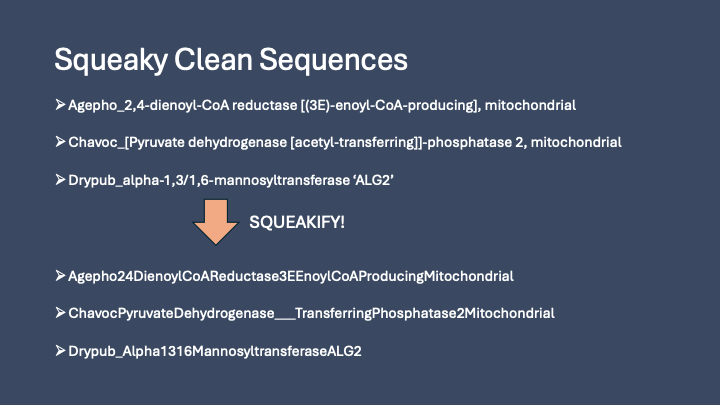 Squeaky Clean Sequences
➢Agepho_2,4-dienoyl-CoA reductase [(3E)-enoyl-CoA-producing], mitochondrial
➢Chavoc_[Pyruvate dehydrogenase [acetyl-transferring]]-phosphatase 2, mitochondrial
➢Drypub_alpha-1,3/1,6-mannosyltransferase ‘ALG2’
SQUEAKIFY!
➢Agepho24DienoylCoAReductase3EEnoylCoAProducingMitochondrial
➢ChavocPyruvateDehydrogenase___TransferringPhosphatase2Mitochondrial
➢Drypub_Alpha1316MannosyltransferaseALG2